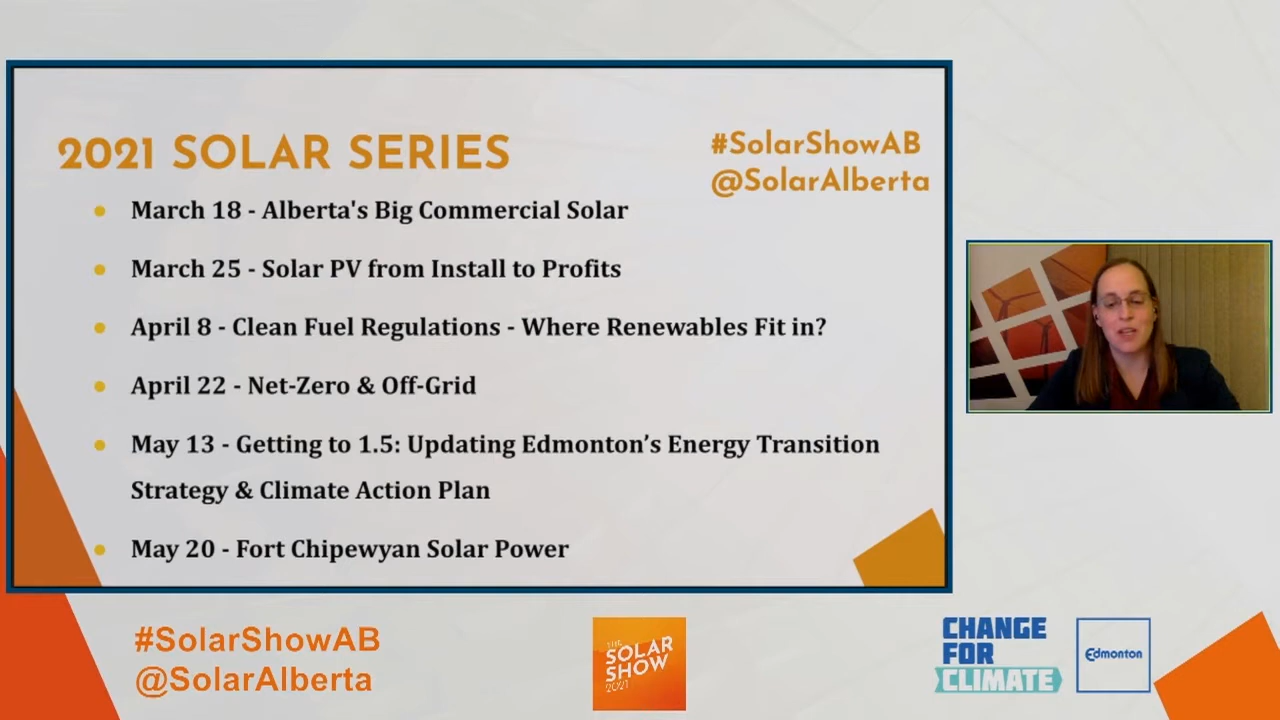 2021 SOLAR SERIES
#SolarShowAB
@SolarAlberta
March 18 - Alberta's Big Commercial Solar
March 25 - Solar PV from Install to Profits
April 8 - Clean Fuel Regulations - Where Renewables Fit in?
April 22 - Net-Zero & Off-Grid
May 13 - Getting to 1.5: Updating Edmonton’s Energy Transition
Strategy & Climate Action Plan
May 20 - Fort Chipewyan Solar Power
#SolarShowAB
@SolarAlberta
THE
SOLAR
SHOW
2021
CHANGE
FOR
CLIMATE
Edmonton